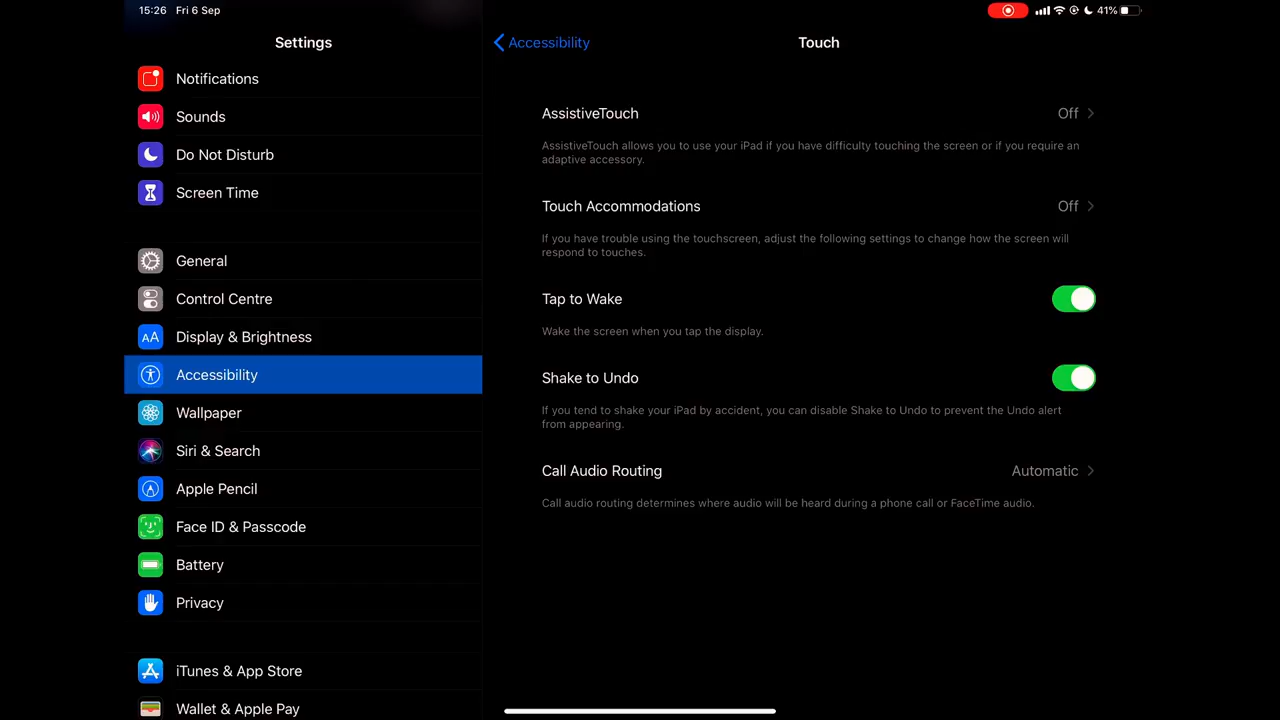 15:26 Fri 6 Sep
41%
Settings
Notifications
Sounds
Do Not Disturb
Screen Time
General
Control Centre
AA Display & Brightness
Accessibility
Wallpaper
Siri & Search
Apple Pencil
Face ID & Passcode
Battery
Privacy
iTunes & App Store
Wallet & Apple Pay
Accessibility
Touch
AssistiveTouch Off
AssistiveTouch allows you to use your iPad if you have difficulty touching the screen or if you require an
adaptive accessory.
Touch Accommodations Off
If you have trouble using the touchscreen, adjust the following settings to change how the screen will
respond to touches.
Tap to Wake
Wake the screen when you tap the display.
Shake to Undo
If you tend to shake your iPad by accident, you can disable Shake to Undo to prevent the Undo alert
from appearing.
Call Audio Routing Automatic
Call audio routing determines where audio will be heard during a phone call or FaceTime audio.